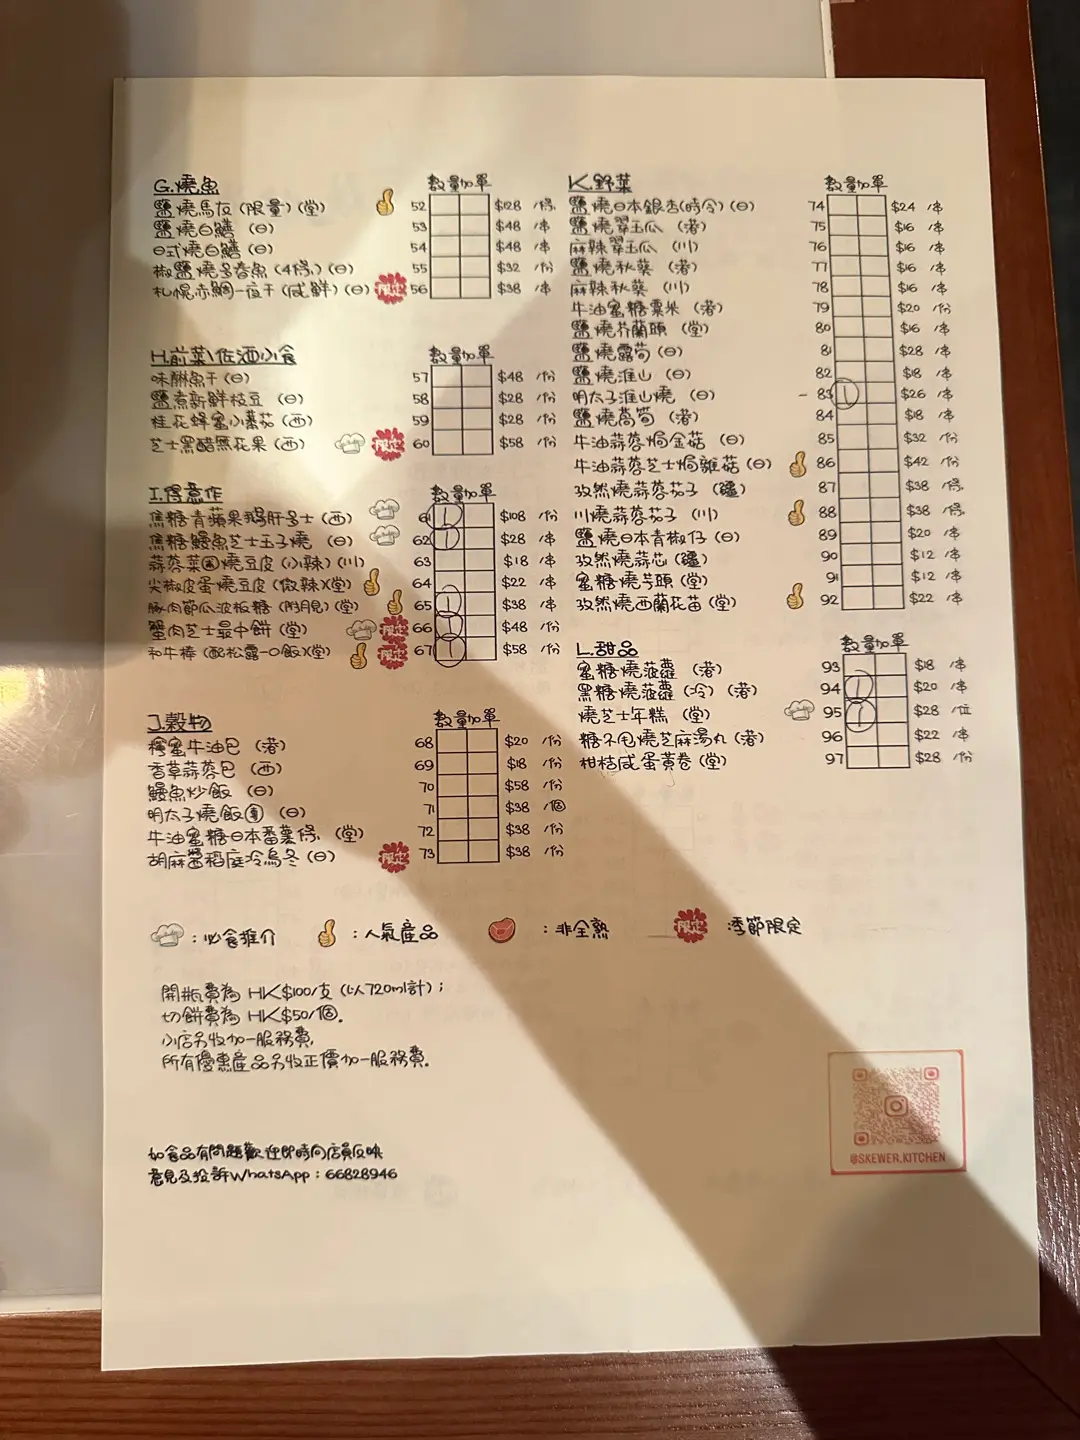 G.燒魚 數量加單
鹽燒馬友(限量)(堂) 52 $128 /條
鹽燒白鱔 (日) 53 $48 /串
日式燒白鱔 (日) 54 $48 /串
椒鹽燒多春魚 (4條) (日) 55 $32 /份
札幌赤鯛一夜干 (咸鮮) (日) 限定 56 $38 /串
H.前菜\佐酒小食 數量加單
味醂魚干 (日) 57 $48 /份
鹽煮新鮮枝豆 (日) 58 $28 /份
桂花蜂蜜小蕃茄 (西) 59 $28 /份
芝士黑醋無花果 (西) 限定 60 $58 /份
I.得意作 數量加單
焦糖青蘋果鵝肝多士 (西) 61 1 $108 /份
焦糖鰻魚芝士玉子燒 (日) 62 1 $28 /串
蒜蓉菜圃燒豆皮 (小辣) (川) 63 $18 /串
尖椒皮蛋燒豆皮 (微辣)(堂) 64 $22 /串
豚肉節瓜波板糖 (附月見) (堂) 65 1 $38 /串
蟹肉芝士最中餅 (堂) 限定 66 1 $48 /份
和牛棒 (配松露一口飯)(堂) 限定 67 1 $58 /份
J.穀物 數量加單
檸蜜牛油包 (港) 68 $20 /份
香草蒜蓉包 (西) 69 $18 /份
鰻魚炒飯 (日) 70 $58 /份
明太子燒飯團 (日) 71 $38 /個
牛油蜜糖日本番薯條 (堂) 72 $38 /份
胡麻醬稻庭冷烏冬 (日) 限定 73 $38 /份
K.野菜 數量加單
鹽燒日本銀杏(時令)(日) 74 $24 /串
鹽燒翠玉瓜 (港) 75 $16 /串
麻辣翠玉瓜 (川) 76 $16 /串
鹽燒秋葵 (港) 77 $16 /串
麻辣秋葵 (川) 78 $16 /串
牛油蜜糖粟米 (港) 79 $20 /份
鹽燒芥蘭頭 (堂) 80 $16 /串
鹽燒露筍 (日) 81 $28 /串
鹽燒淮山 (日) 82 $18 /串
明太子淮山燒 (日) - 83 1 $26 /串
鹽燒萵筍 (港) 84 $18 /串
牛油蒜蓉焗金菇 (日) 85 $32 /份
牛油蒜蓉芝士焗雜菇 (日) 86 $42 /份
孜然燒蒜蓉茄子 (疆) 87 $38 /條
川燒蒜蓉茄子 (川) 88 $38 /條
鹽燒日本青椒仔 (日) 89 $20 /串
孜然燒蒜芯 (疆) 90 $12 /串
蜜糖燒芋頭 (堂) 91 $12 /串
孜然燒西蘭花苗 (堂) 92 $22 /串
L.甜品 數量加單
蜜糖燒菠蘿 (港) 93 $18 /串
黑糖燒菠蘿 (冷) (港) 94 1 $20 /串
燒芝士年糕 (堂) 95 1 $28 /位
糖不甩燒芝麻湯丸 (港) 96 $22 /串
柑桔咸蛋黃卷 (堂) 97 $28 /份
:必食推介 :人氣產品 :非全熟 限定 :季節限定
開瓶費為 HK$100/支 (以720ml計);
切餅費為 HK$50/個。
小店另收加一服務費,
所有優惠產品另收正價加一服務費。
如食品有問題歡迎即時向店員反映
意見及投訴WhatsApp : 66828946
@SKEWER.KITCHEN